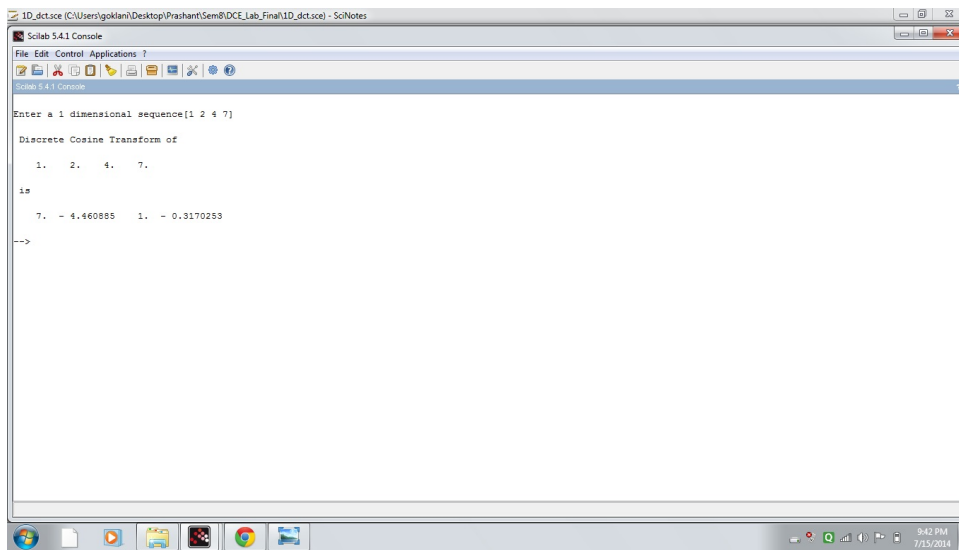 1D_dct.sce (C:\Users\goklani\Desktop\Prashant\Sem8\DCE_Lab_Final\1D_dct.sce) - SciNotes
Scilab 5.4.1 Console
File Edit Control Applications ?
Scilab 5.4.1 Console
Enter a 1 dimensional sequence[1 2 4 7]
Discrete Cosine Transform of
1. 2. 4. 7.
is
7. - 4.460885 1. - 0.3170253
-->
9:42 PM
7/15/2014